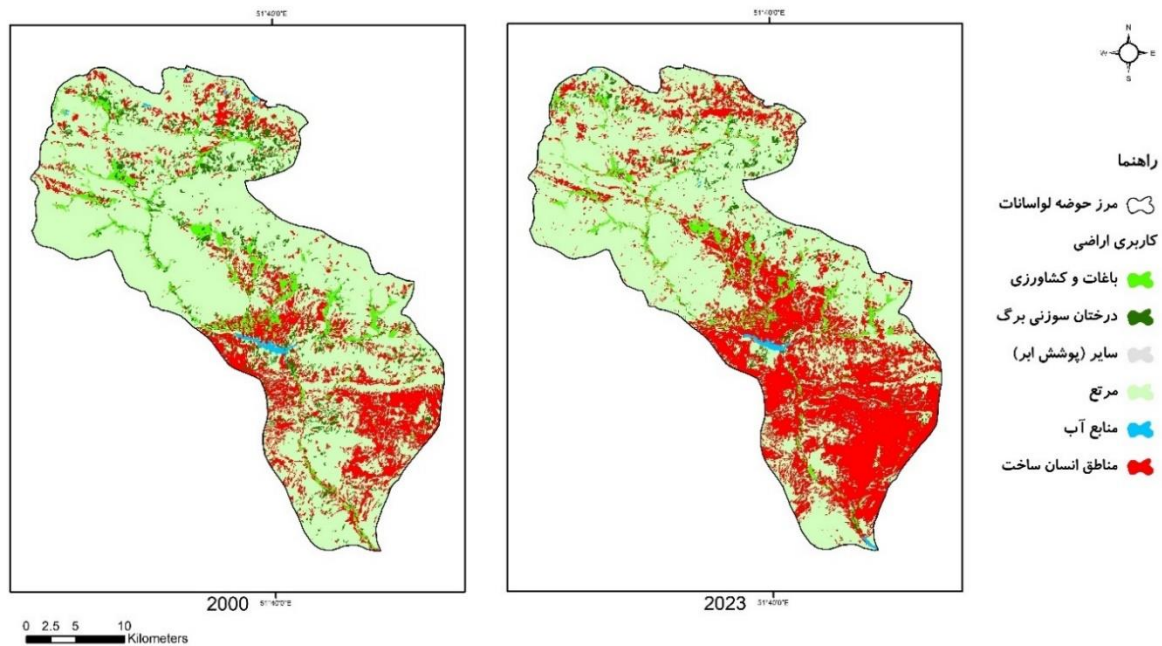 51°40'0"E
51°40'0"E
N
W E
S
راهنما
مرز حوضه لواسانات
کاربری اراضی
باغات و کشاورزی
درختان سوزنی برگ
سایر (پوشش ابر)
مرتع
منابع آب
مناطق انسان ساخت
51°40'0"E
51°40'0"E
2000
2023
0 2.5 5 10
Kilometers